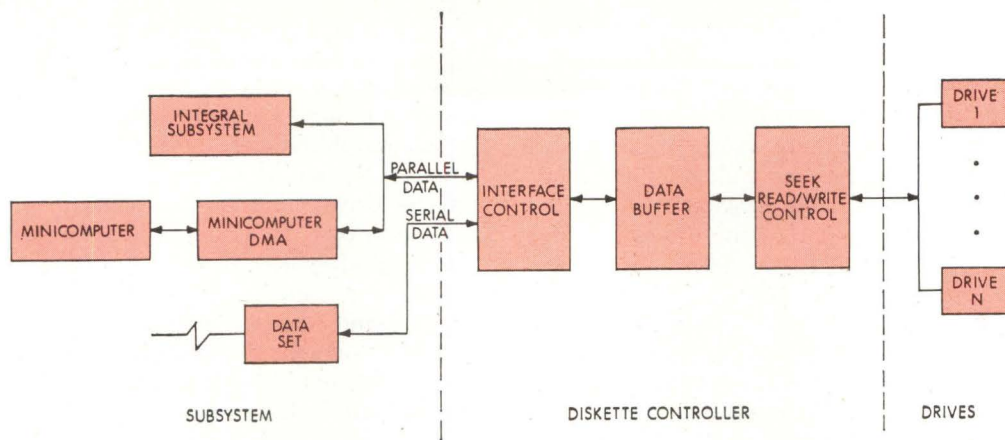 INTEGRAL
SUBSYSTEM
MINICOMPUTER
MINICOMPUTER
DMA
DATA
SET
PARALLEL
DATA
SERIAL
DATA
INTERFACE
CONTROL
DATA
BUFFER
SEEK
READ/WRITE
CONTROL
DRIVE
1
DRIVE
N
SUBSYSTEM
DISKETTE CONTROLLER
DRIVES